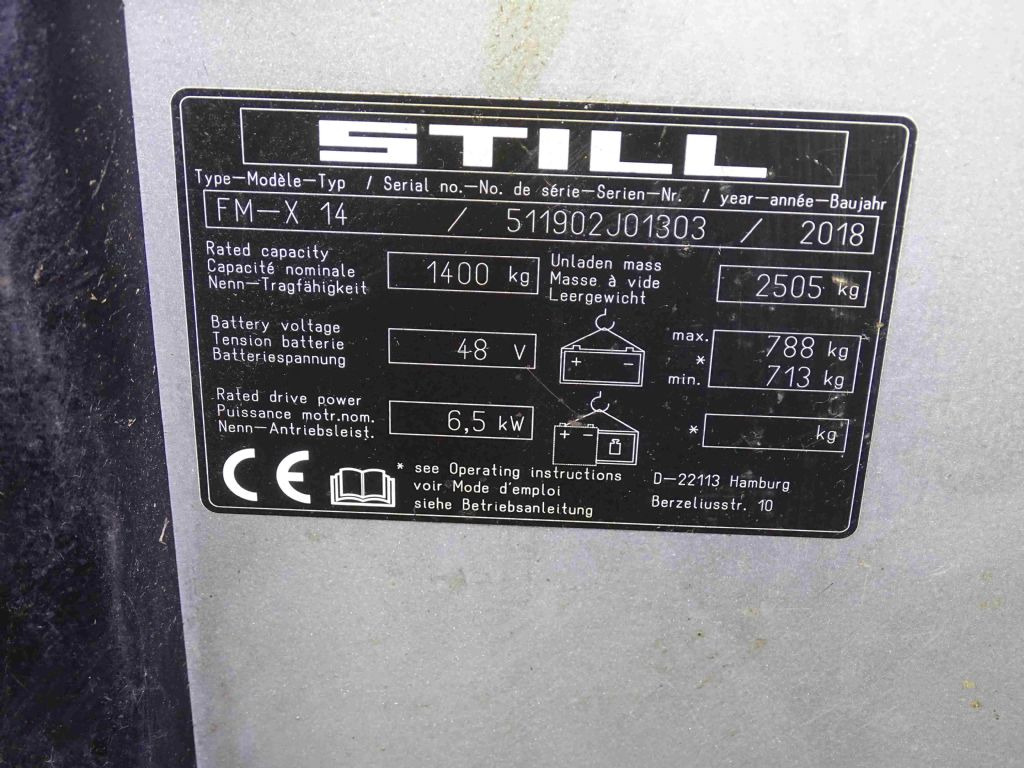 STILL
Type-Modèle-Typ / Serial no.-No. de série-Serien-Nr. / year-année-Baujahr
FM-X 14 / 511902J01303 / 2018
Rated capacity
Capacité nominale
Nenn-Tragfähigkeit
1400 kg
Unladen mass
Masse à vide
Leergewicht
2505 kg
Battery voltage
Tension batterie
Batteriespannung
48 V
+ -
max. 788 kg
*
min. 713 kg
Rated drive power
Puissance motr.nom.
Nenn-Antriebsleist.
6,5 kW
+ -
* kg
CE
* see Operating instructions
voir Mode d'emploi
siehe Betriebsanleitung
D-22113 Hamburg
Berzeliusstr. 10